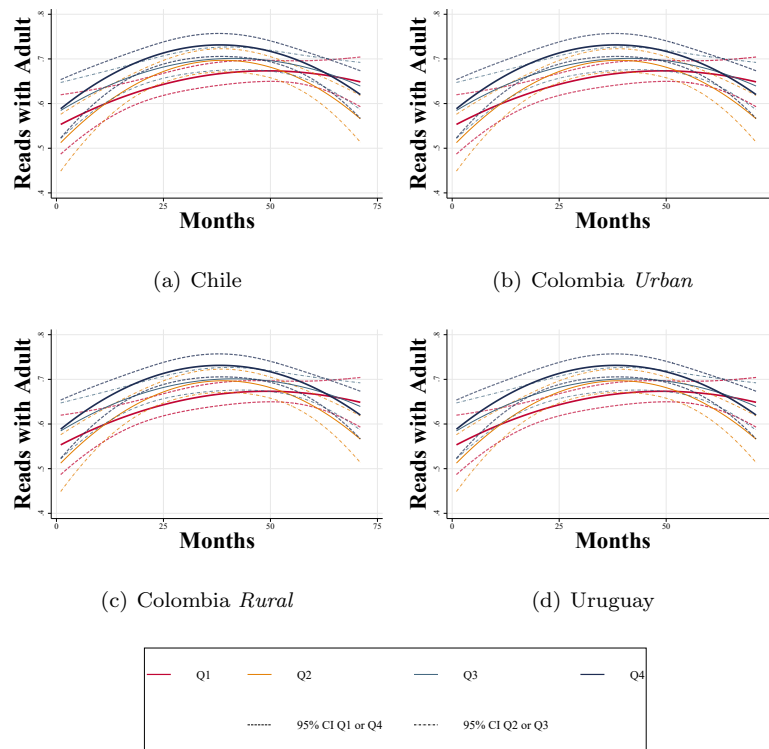 Reads with Adult
.4 .5 .6 .7 .8
0 25 50 75
Months
(a) Chile
Reads with Adult
.4 .5 .6 .7 .8
0 25 50
Months
(b) Colombia Urban
Reads with Adult
.4 .5 .6 .7 .8
0 25 50 75
Months
(c) Colombia Rural
Reads with Adult
.4 .5 .6 .7 .8
0 25 50
Months
(d) Uruguay
Q1 Q2 Q3 Q4
95% CI Q1 or Q4 95% CI Q2 or Q3